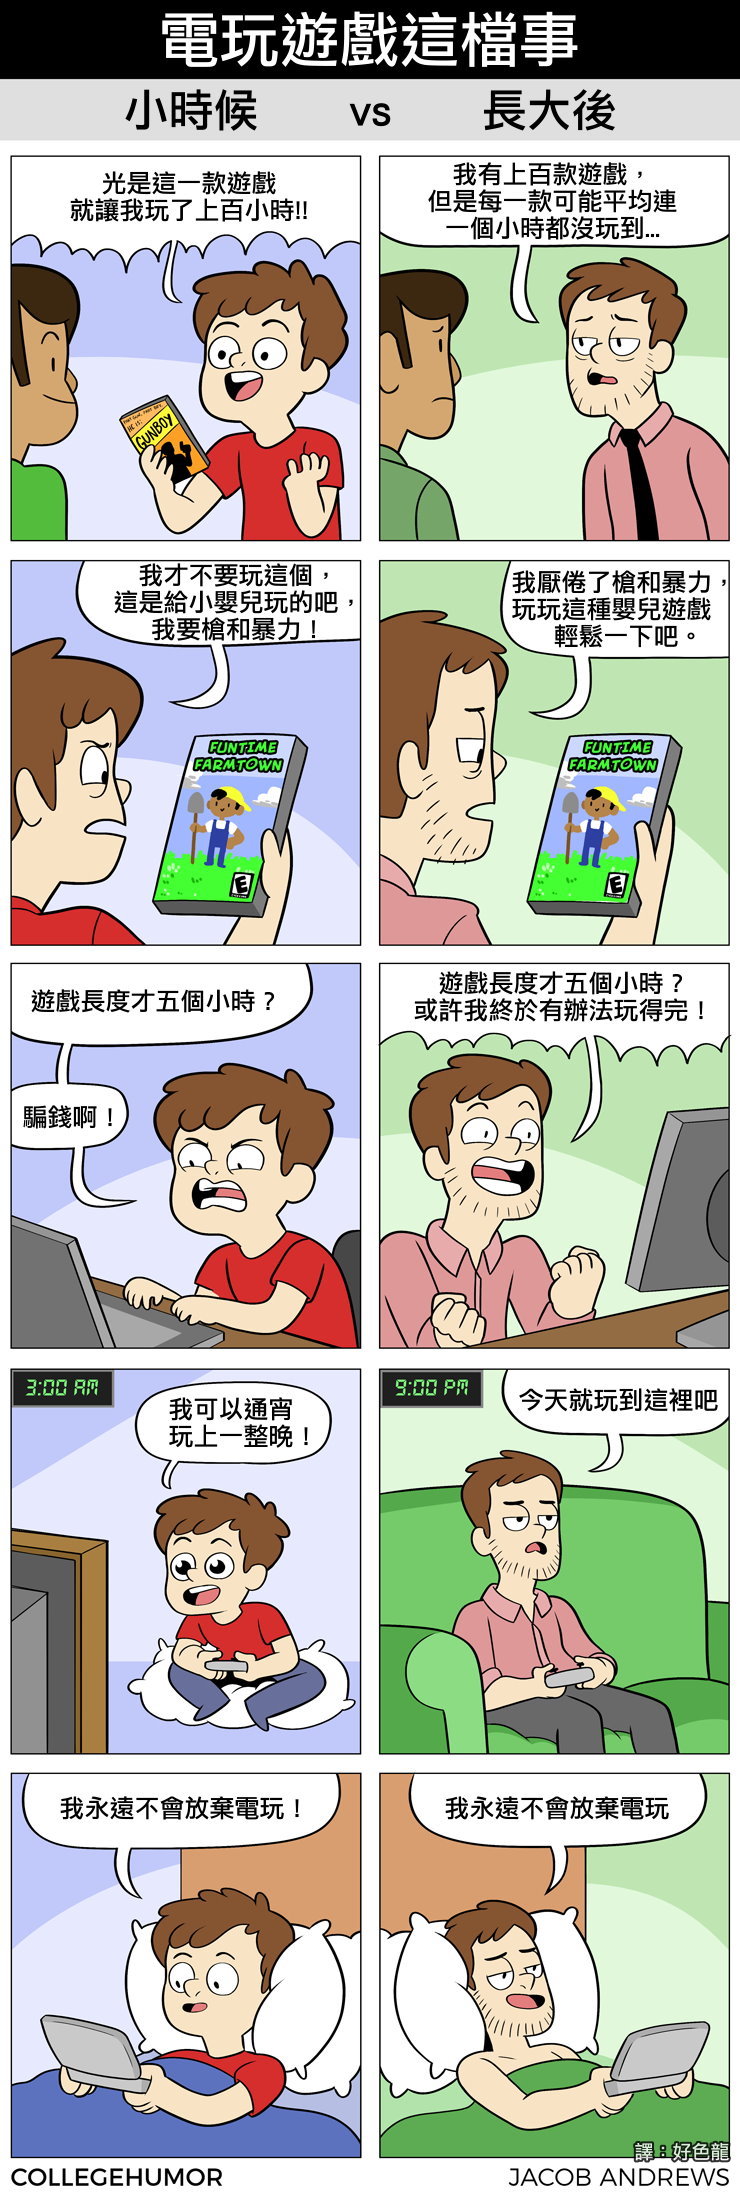 電玩遊戲這檔事
小時候 vs 長大後
光是這一款遊戲
就讓我玩了上百小時!!
HE IS:
GUNBOY
我有上百款遊戲，
但是每一款可能平均連
一個小時都沒玩到...
我才不要玩這個，
這是給小嬰兒玩的吧，
我要槍和暴力！
FUNTIME
FARMTOWN
E
我厭倦了槍和暴力，
玩玩這種嬰兒遊戲
輕鬆一下吧。
FUNTIME
FARMTOWN
E
遊戲長度才五個小時？
騙錢啊！
遊戲長度才五個小時？
或許我終於有辦法玩得完！
3:00 AM
我可以通宵
玩上一整晚！
9:00 PM
今天就玩到這裡吧
我永遠不會放棄電玩！
我永遠不會放棄電玩
譯：好色龍
COLLEGEHUMOR
JACOB ANDREWS